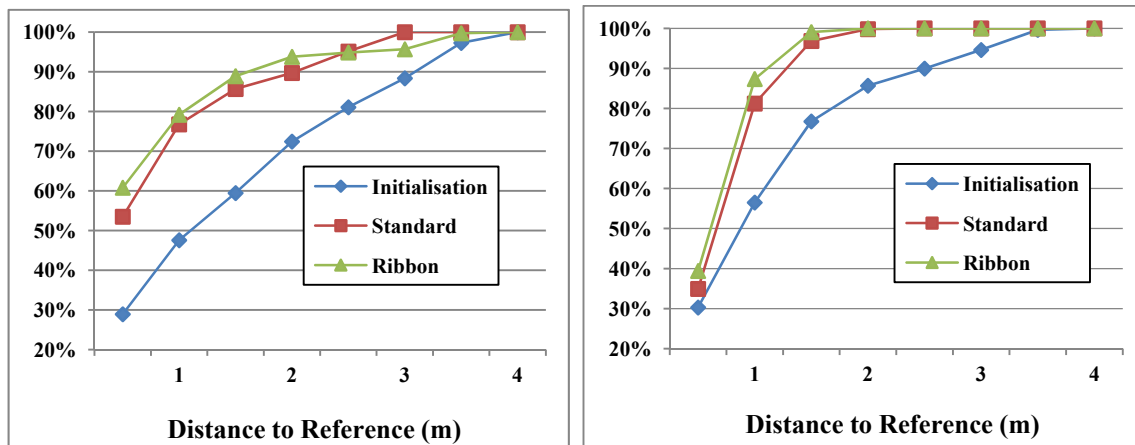 100%
90%
80%
70%
60%
50%
40%
30%
20%
Initialisation
Standard
Ribbon
1 2 3 4
Distance to Reference (m)
100%
90%
80%
70%
60%
50%
40%
30%
20%
Initialisation
Standard
Ribbon
1 2 3 4
Distance to Reference (m)